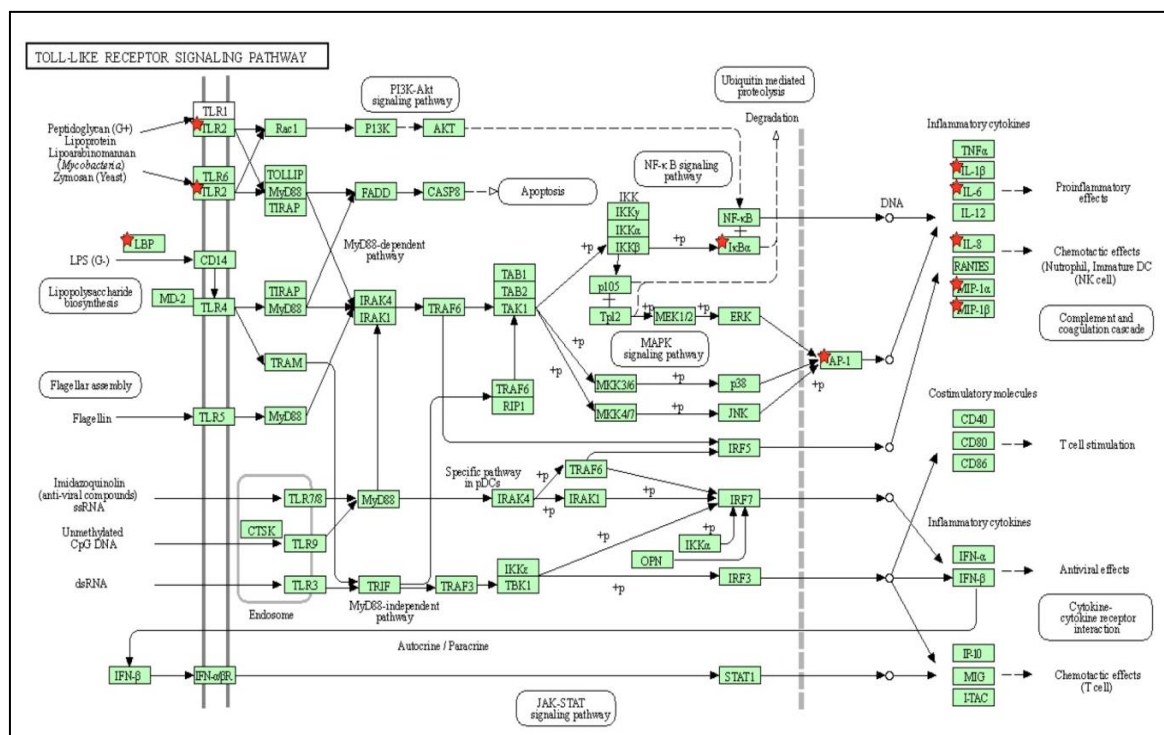 TOLL-LIKE RECEPTOR SIGNALING PATHWAY
PI3K-Akt
signaling pathway
Ubiquitin mediated
proteolysis
Degradation
TLR1
TLR2
Rac1
P13K
AKT
Peptidoglycan (G+)
Lipoprotein
Lipoarabinomannan
(Mycobacteria)
Zymosan (Yeast)
TLR6
TLR2
TOLLIP
MyD88
TIRAP
FADD
CASP8
Apoptosis
NF-κB signaling
pathway
IKK
IKKγ
IKKα
IKKβ
+p
NF-κB
+
IκBα
DNA
Inflammatory cytokines
TNFα
IL-1β
IL-6
IL-12
Proinflammatory
effects
LBP
LPS (G-)
CD14
MyD88-dependent
pathway
+p
IL-8
RANTES
MIP-1α
MIP-1β
Chemotactic effects
(Nutrophil, Immature DC
(NK cell)
Lipopolysaccharide
biosynthesis
MD-2
TLR4
TIRAP
MyD88
IRAK4
IRAK1
TRAF6
TAB1
TAB2
TAK1
p105
+
Tpl2
+p
MEK1/2
+p
ERK
Complement and
coagulation cascade
TRAM
MAPK
signaling pathway
+p
AP-1
+p
Flagellar assembly
Flagellin
TLR5
MyD88
TRAF6
RIP1
+p
MKK3/6
+p
p38
+p
MKK4/7
+p
JNK
Costimulatory molecules
CD40
CD80
CD86
T cell stimulation
IRF5
Imidazoquinolin
(anti-viral compounds)
ssRNA
TLR7/8
MyD88
Specific pathway
in pDCs
IRAK4
+p
TRAF6
+p
IRAK1
+p
IRF7
Unmethylated
CpG DNA
CTSK
TLR9
+p
IKKα
+p
OPN
Inflammatory cytokines
IFN-α
IFN-β
Antiviral effects
dsRNA
TLR3
Endosome
TRIF
TRAF3
IKKε
TBK1
+p
IRF3
MyD88-independent
pathway
Cytokine-
cytokine receptor
interaction
Autocrine / Paracrine
IFN-β
IFN-αβR
STAT1
JAK-STAT
signaling pathway
IP-10
MIG
I-TAC
Chemotactic effects
(T cell)